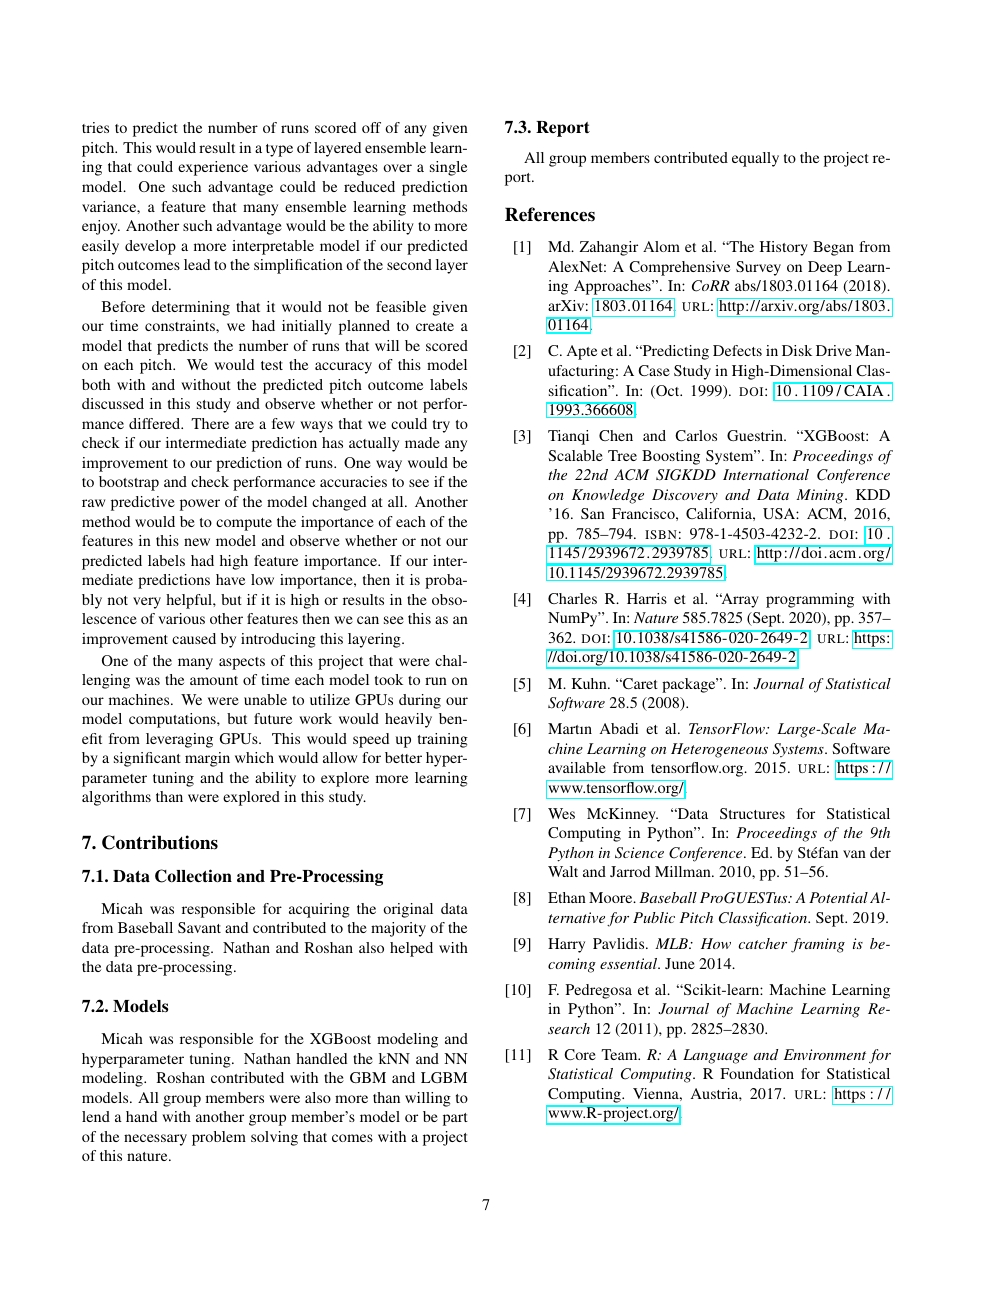 tries to predict the number of runs scored off of any given
pitch. This would result in a type of layered ensemble learn-
ing that could experience various advantages over a single
model. One such advantage could be reduced prediction
variance, a feature that many ensemble learning methods
enjoy. Another such advantage would be the ability to more
easily develop a more interpretable model if our predicted
pitch outcomes lead to the simplification of the second layer
of this model.
Before determining that it would not be feasible given
our time constraints, we had initially planned to create a
model that predicts the number of runs that will be scored
on each pitch. We would test the accuracy of this model
both with and without the predicted pitch outcome labels
discussed in this study and observe whether or not perfor-
mance differed. There are a few ways that we could try to
check if our intermediate prediction has actually made any
improvement to our prediction of runs. One way would be
to bootstrap and check performance accuracies to see if the
raw predictive power of the model changed at all. Another
method would be to compute the importance of each of the
features in this new model and observe whether or not our
predicted labels had high feature importance. If our inter-
mediate predictions have low importance, then it is proba-
bly not very helpful, but if it is high or results in the obso-
lescence of various other features then we can see this as an
improvement caused by introducing this layering.
One of the many aspects of this project that were chal-
lenging was the amount of time each model took to run on
our machines. We were unable to utilize GPUs during our
model computations, but future work would heavily ben-
efit from leveraging GPUs. This would speed up training
by a significant margin which would allow for better hyper-
parameter tuning and the ability to explore more learning
algorithms than were explored in this study.
7. Contributions
7.1. Data Collection and Pre-Processing
Micah was responsible for acquiring the original data
from Baseball Savant and contributed to the majority of the
data pre-processing. Nathan and Roshan also helped with
the data pre-processing.
7.2. Models
Micah was responsible for the XGBoost modeling and
hyperparameter tuning. Nathan handled the kNN and NN
modeling. Roshan contributed with the GBM and LGBM
models. All group members were also more than willing to
lend a hand with another group member's model or be part
of the necessary problem solving that comes with a project
of this nature.
7.3. Report
All group members contributed equally to the project re-
port.
References
[1] Md. Zahangir Alom et al. “The History Began from
AlexNet: A Comprehensive Survey on Deep Learn-
ing Approaches”. In: CoRR abs/1803.01164 (2018).
arXiv: 1803.01164. URL: http://arxiv.org/abs/1803.
01164.
[2] C. Apte et al. “Predicting Defects in Disk Drive Man-
ufacturing: A Case Study in High-Dimensional Clas-
sification”. In: (Oct. 1999). DOI: 10.1109/CAIA.
1993.366608.
[3] Tianqi Chen and Carlos Guestrin. “XGBoost: A
Scalable Tree Boosting System”. In: Proceedings of
the 22nd ACM SIGKDD International Conference
on Knowledge Discovery and Data Mining. KDD
’16. San Francisco, California, USA: ACM, 2016,
pp. 785–794. ISBN: 978-1-4503-4232-2. DOI: 10.
1145/2939672.2939785. URL: http://doi.acm.org/
10.1145/2939672.2939785.
[4] Charles R. Harris et al. “Array programming with
NumPy”. In: Nature 585.7825 (Sept. 2020), pp. 357–
362. DOI: 10.1038/s41586-020-2649-2. URL: https:
//doi.org/10.1038/s41586-020-2649-2.
[5] M. Kuhn. “Caret package”. In: Journal of Statistical
Software 28.5 (2008).
[6] Martın Abadi et al. TensorFlow: Large-Scale Ma-
chine Learning on Heterogeneous Systems. Software
available from tensorflow.org. 2015. URL: https://
www.tensorflow.org/.
[7] Wes McKinney. “Data Structures for Statistical
Computing in Python”. In: Proceedings of the 9th
Python in Science Conference. Ed. by Stéfan van der
Walt and Jarrod Millman. 2010, pp. 51–56.
[8] Ethan Moore. Baseball ProGUESTus: A Potential Al-
ternative for Public Pitch Classification. Sept. 2019.
[9] Harry Pavlidis. MLB: How catcher framing is be-
coming essential. June 2014.
[10] F. Pedregosa et al. “Scikit-learn: Machine Learning
in Python”. In: Journal of Machine Learning Re-
search 12 (2011), pp. 2825–2830.
[11] R Core Team. R: A Language and Environment for
Statistical Computing. R Foundation for Statistical
Computing. Vienna, Austria, 2017. URL: https://
www.R-project.org/.
7